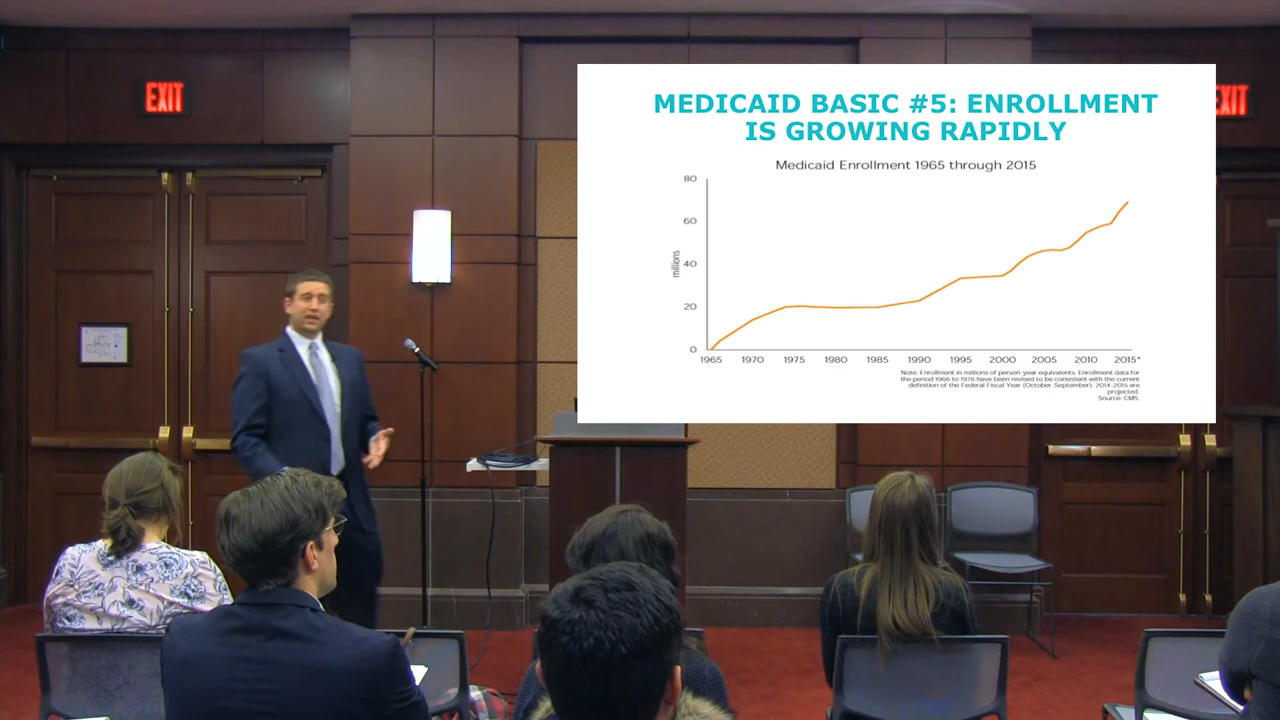 EXIT
EXIT
MEDICAID BASIC #5: ENROLLMENT
IS GROWING RAPIDLY
Medicaid Enrollment 1965 through 2015
80
60
40
20
0
millions
1965 1970 1975 1980 1985 1990 1995 2000 2005 2010 2015*
Note: Enrollment in millions of person-year equivalents. Enrollment data for
the period 1966 to 1976 have been revised to be consistent with the current
definition of the Federal Fiscal Year (October-September). 2014-2015 are
projected.
Source: CMS.